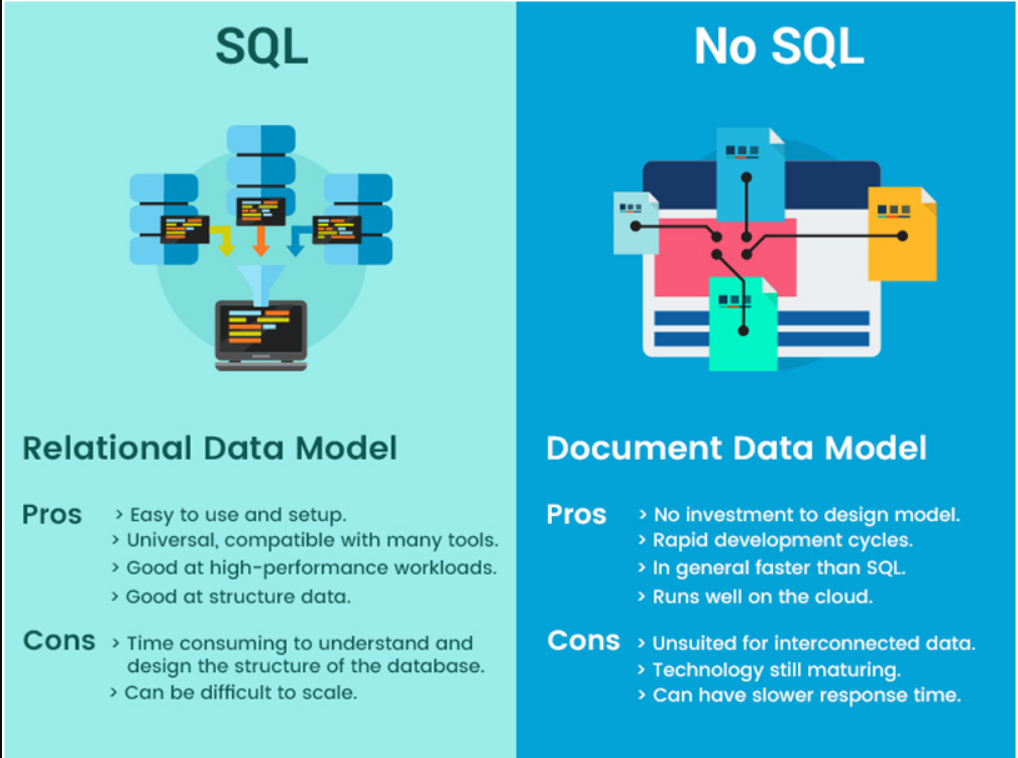 SQL
Relational Data Model
Pros
> Easy to use and setup.
> Universal, compatible with many tools.
> Good at high-performance workloads.
> Good at structure data.
Cons
> Time consuming to understand and
design the structure of the database.
> Can be difficult to scale.
No SQL
Document Data Model
Pros
> No investment to design model.
> Rapid development cycles.
> In general faster than SQL.
> Runs well on the cloud.
Cons
> Unsuited for interconnected data.
> Technology still maturing.
> Can have slower response time.